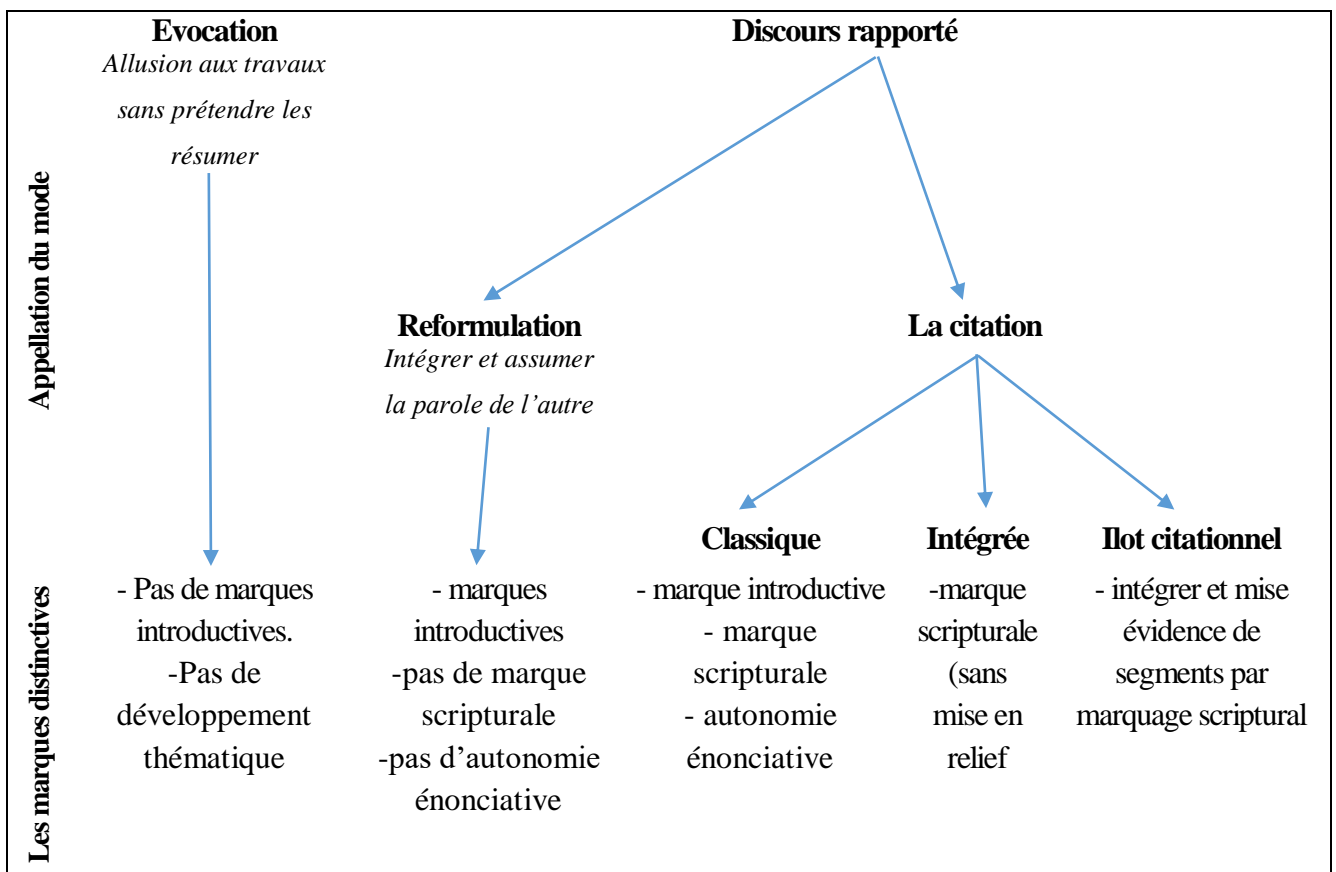 Evocation
Allusion aux travaux
sans prétendre les
résumer
Discours rapporté
Appellation du mode
Reformulation
Intégrer et assumer
la parole de l’autre
La citation
Classique
Intégrée
Ilot citationnel
Les marques distinctives
- Pas de marques
introductives.
-Pas de
développement
thématique
- marques
introductives
-pas de marque
scripturale
-pas d’autonomie
énonciative
- marque introductive
- marque
scripturale
- autonomie
énonciative
-marque
scripturale
(sans
mise en
relief
- intégrer et mise
évidence de
segments par
marquage scriptural